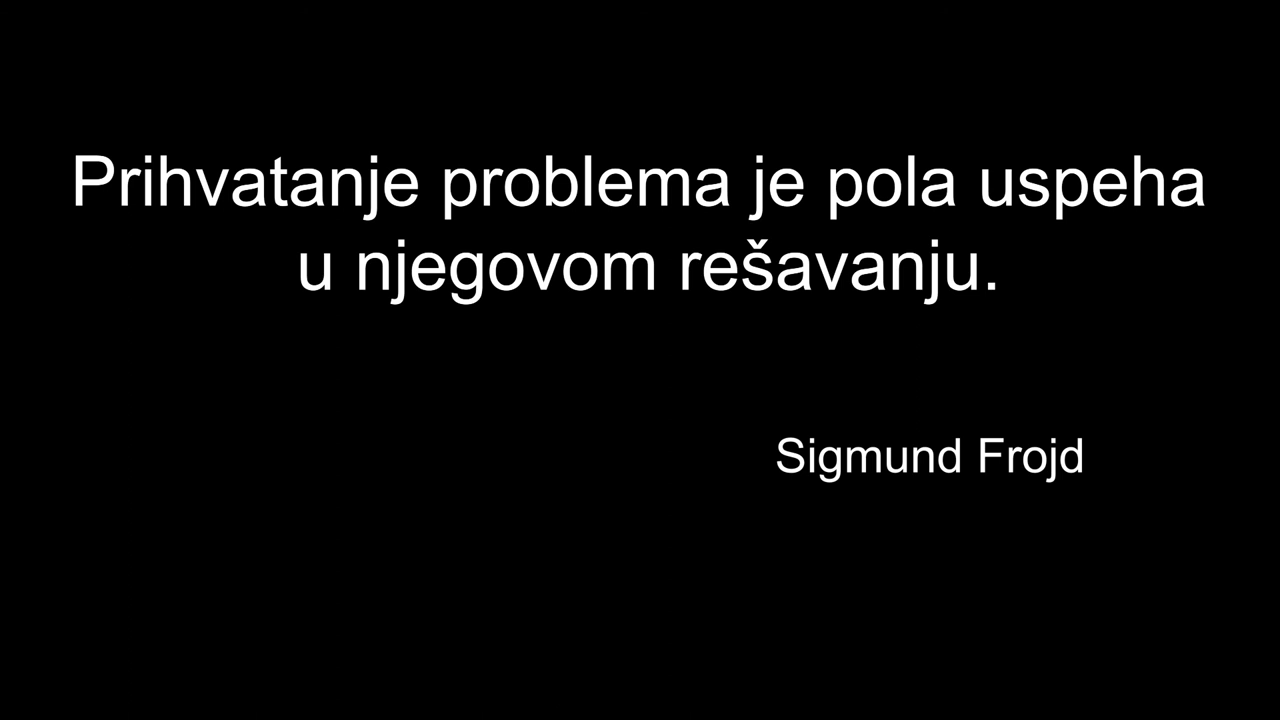 Prihvatanje problema je pola uspeha
u njegovom rešavanju.
Sigmund Frojd